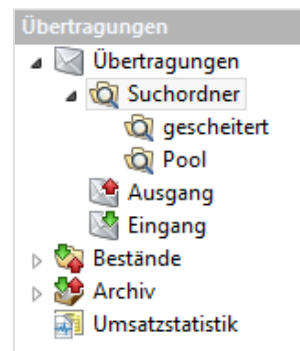 Übertragungen
Übertragungen
Suchordner
gescheitert
Pool
Ausgang
Eingang
Bestände
Archiv
Umsatzstatistik